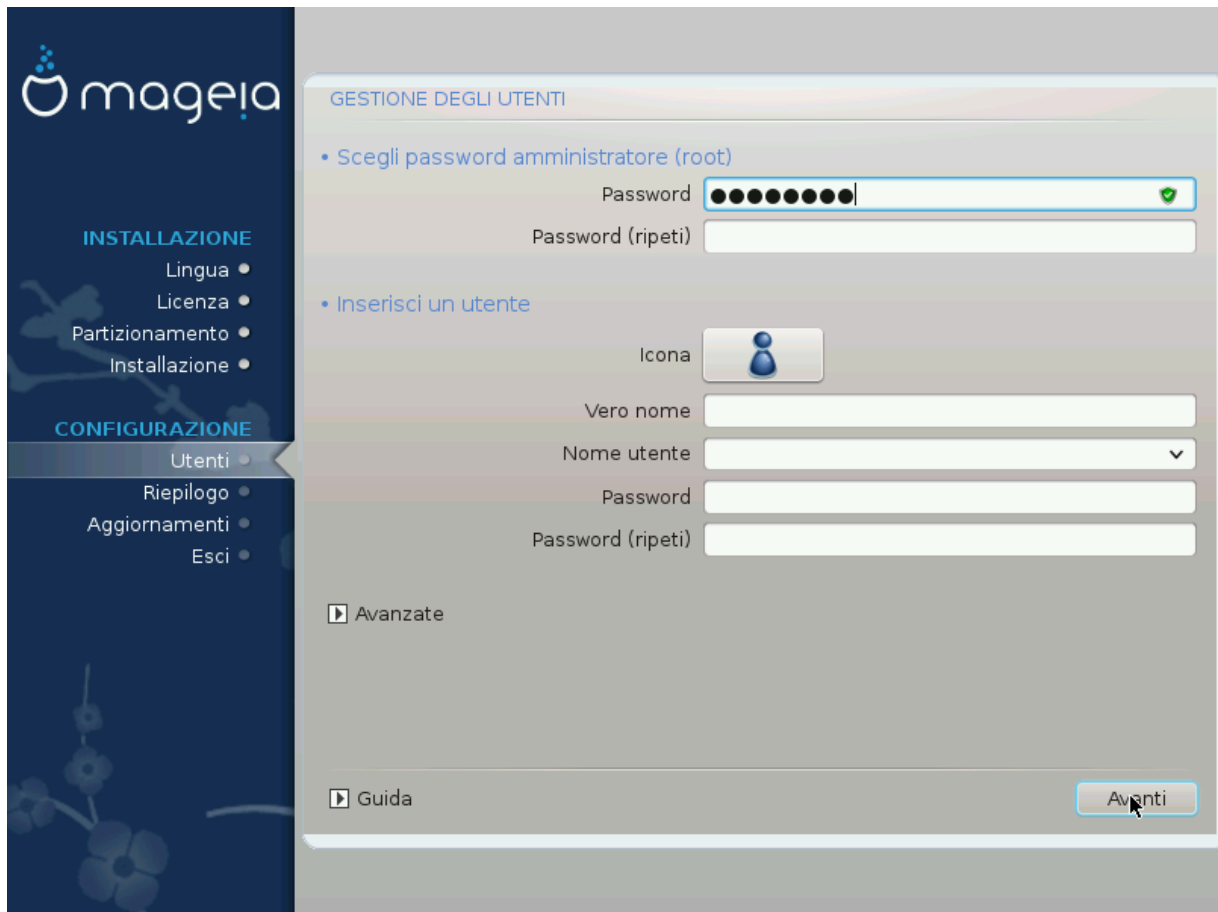 mageia
INSTALLAZIONE
Lingua
Licenza
Partizionamento
Installazione
CONFIGURAZIONE
Utenti
Riepilogo
Aggiornamenti
Esci
GESTIONE DEGLI UTENTI
• Scegli password amministratore (root)
Password ●●●●●●●●
Password (ripeti)
• Inserisci un utente
Icona
Vero nome
Nome utente
Password
Password (ripeti)
Avanzate
Guida
Avanti